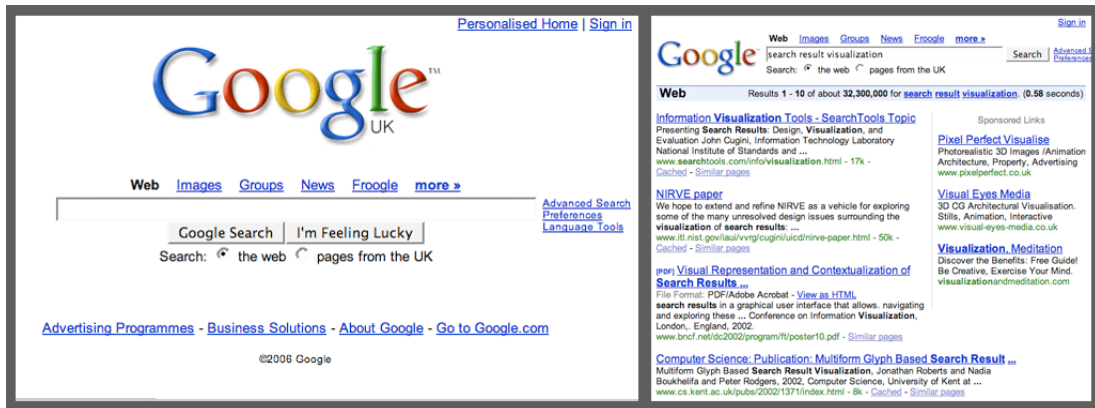 Personalised Home | Sign in
Google™
UK
Web Images Groups News Froogle more »
Advanced Search
Preferences
Language Tools
Google Search I'm Feeling Lucky
Search: the web pages from the UK
Advertising Programmes - Business Solutions - About Google - Go to Google.com
©2006 Google
Sign in
Google™
Web Images Groups News Froogle more »
search result visualization Search
Advanced S
Preferences
Search: the web pages from the UK
Web Results 1 - 10 of about 32,300,000 for search result visualization. (0.58 seconds)
Information Visualization Tools - SearchTools Topic
Presenting Search Results: Design, Visualization, and
Evaluation John Cugini, Information Technology Laboratory
National Institute of Standards and ...
www.searchtools.com/info/visualization.html - 17k -
Cached - Similar pages
NIRVE paper
We hope to extend and refine NIRVE as a vehicle for exploring
some of the many unresolved design issues surrounding the
visualization of search results: ...
www.itl.nist.gov/iaui/vvrg/cugini/uicd/nirve-paper.html - 50k -
Cached - Similar pages
[PDF] Visual Representation and Contextualization of
Search Results ...
File Format: PDF/Adobe Acrobat - View as HTML
search results in a graphical user interface that allows. navigating
and exploring these ... Conference on Information Visualization,
London,. England, 2002.
www.bncf.net/dc2002/program/ft/poster10.pdf - Similar pages
Computer Science: Publication: Multiform Glyph Based Search Result ...
Multiform Glyph Based Search Result Visualization, Jonathan Roberts and Nadia
Boukhelifa and Peter Rodgers, 2002, Computer Science, University of Kent at ...
www.cs.kent.ac.uk/pubs/2002/1371/index.html - 8k - Cached - Similar pages
Sponsored Links
Pixel Perfect Visualise
Photorealistic 3D Images /Animation
Architecture, Property, Advertising
www.pixelperfect.co.uk
Visual Eyes Media
3D CG Architectural Visualisation.
Stills, Animation, Interactive
www.visual-eyes-media.co.uk
Visualization, Meditation
Discover the Benefits: Free Guide!
Be Creative, Exercise Your Mind.
visualizationandmeditation.com